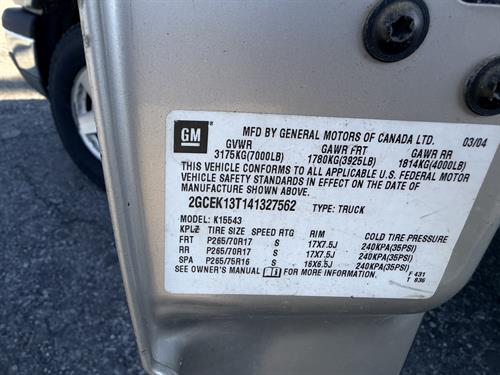 GM
MFD BY GENERAL MOTORS OF CANADA LTD. 03/04
GVWR GAWR FRT GAWR RR
3175KG(7000LB) 1780KG(3925LB) 1814KG(4000LB)
THIS VEHICLE CONFORMS TO ALL APPLICABLE U.S. FEDERAL MOTOR
VEHICLE SAFETY STANDARDS IN EFFECT ON THE DATE OF
MANUFACTURE SHOWN ABOVE.
2GCEK13T141327562 TYPE: TRUCK
MODEL: K15543
KPLZ TIRE SIZE SPEED RTG RIM COLD TIRE PRESSURE
FRT P265/70R17 S 17X7.5J 240KPA(35PSI)
RR P265/70R17 S 17X7.5J 240KPA(35PSI)
SPA P265/75R16 S 16X6.5J 240KPA(35PSI)
SEE OWNER'S MANUAL FOR MORE INFORMATION.
F 431
T 836